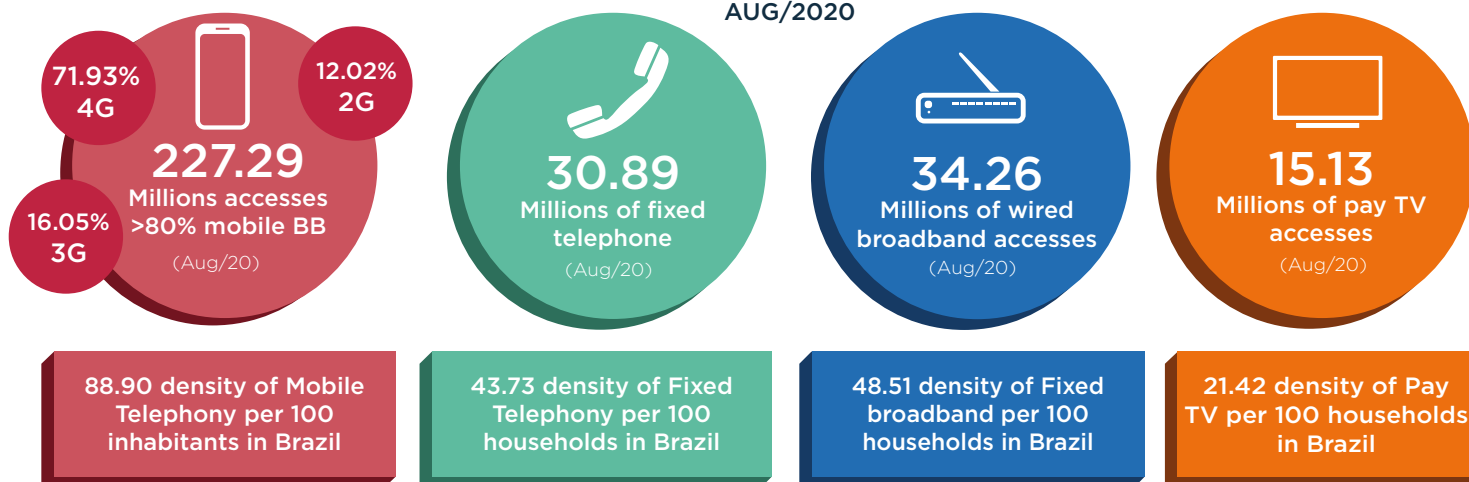 AUG/2020
71.93%
4G
12.02%
2G
16.05%
3G
227.29
Millions accesses
>80% mobile BB
(Aug/20)
30.89
Millions of fixed
telephone
(Aug/20)
34.26
Millions of wired
broadband accesses
(Aug/20)
15.13
Millions of pay TV
accesses
(Aug/20)
88.90 density of Mobile
Telephony per 100
inhabitants in Brazil
43.73 density of Fixed
Telephony per 100
households in Brazil
48.51 density of Fixed
broadband per 100
households in Brazil
21.42 density of Pay
TV per 100 households
in Brazil